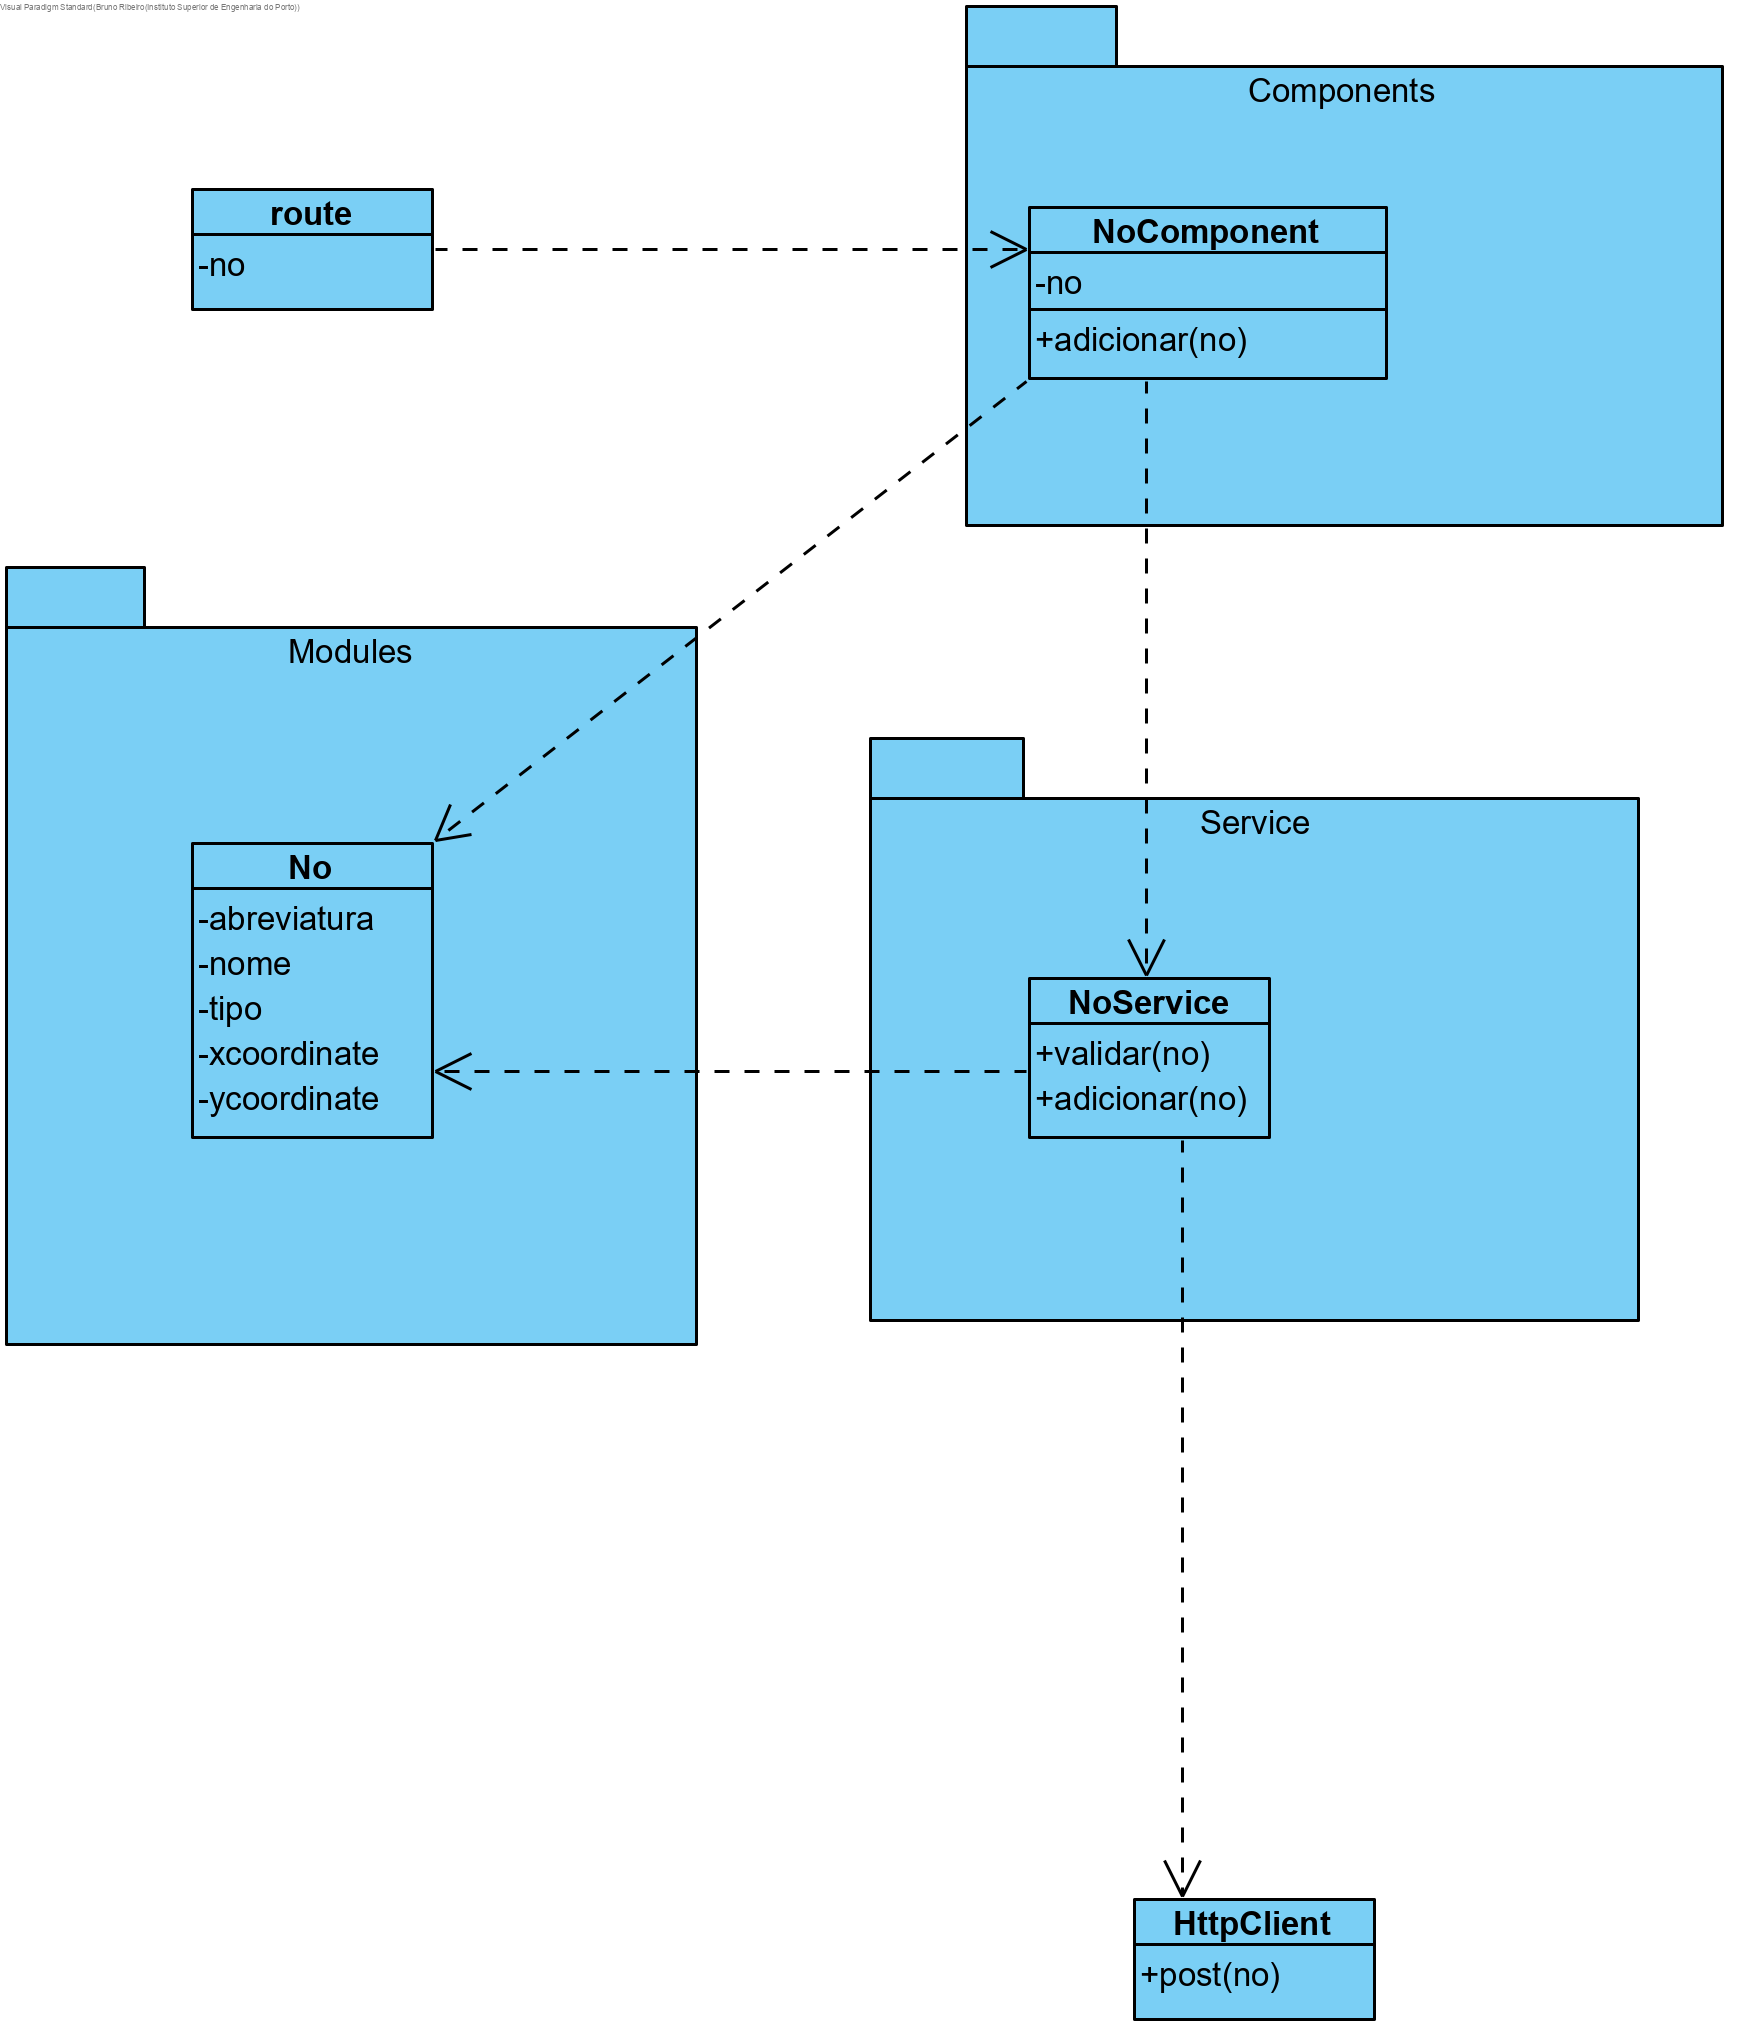 Visual Paradigm Standard(Bruno Ribeiro(Instituto Superior de Engenharia do Porto))
Components
route
-no
NoComponent
-no
+adicionar(no)
Modules
Service
No
-abreviatura
-nome
-tipo
-xcoordinate
-ycoordinate
NoService
+validar(no)
+adicionar(no)
HttpClient
+post(no)